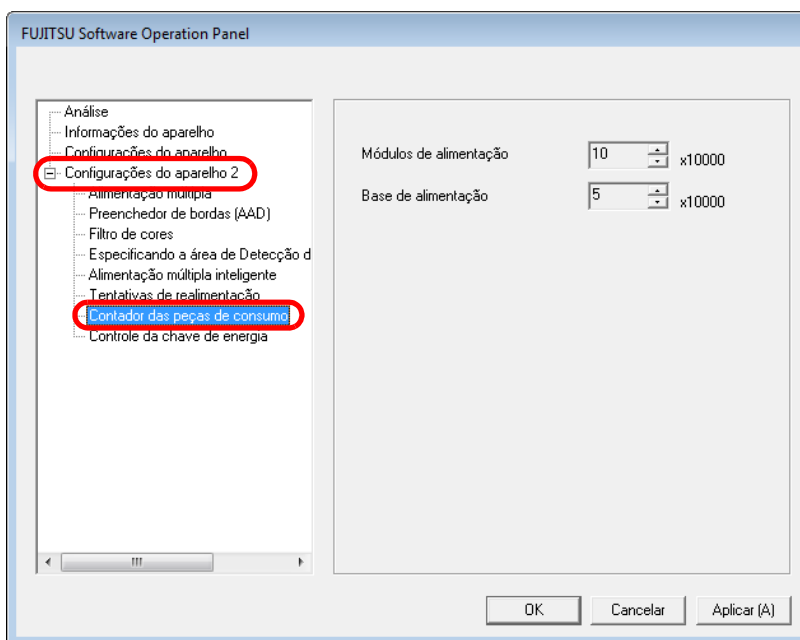 FUJITSU Software Operation Panel
Análise
Informações do aparelho
Configurações do aparelho
Configurações do aparelho 2
Alimentação múltipla
Preenchedor de bordas (AAD)
Filtro de cores
Especificando a área de Detecção d
Alimentação múltipla inteligente
Tentativas de realimentação
Contador das peças de consumo
Controle da chave de energia
Módulos de alimentação 10 x10000
Base de alimentação 5 x10000
OK Cancelar Aplicar (A)